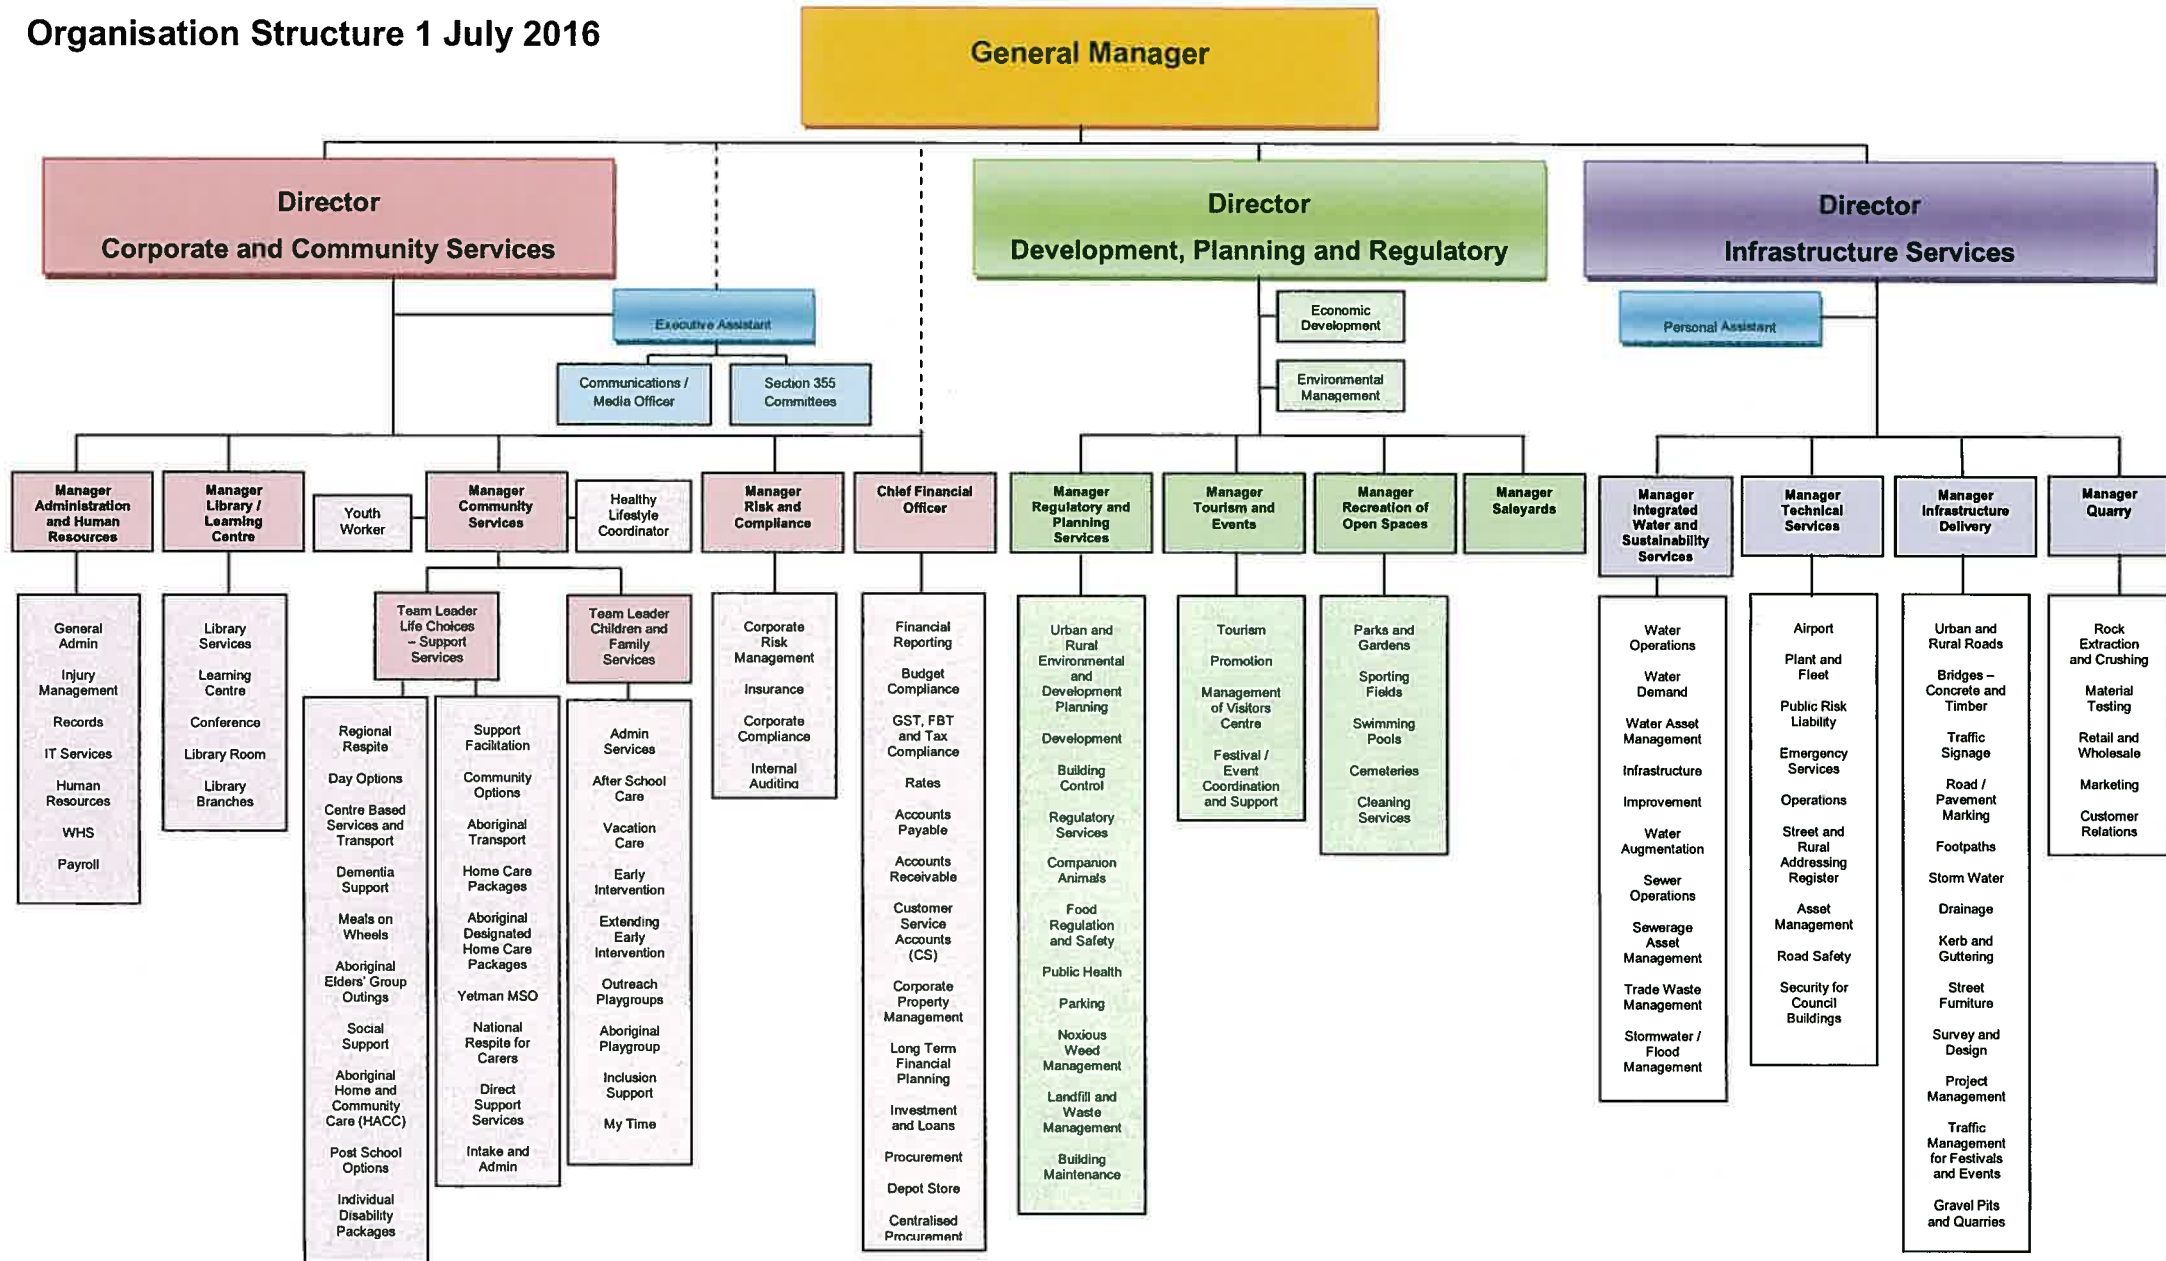 Organisation Structure 1 July 2016
General Manager
Director
Corporate and Community Services
Director
Development, Planning and Regulatory
Director
Infrastructure Services
Executive Assistant
Communications /
Media Officer
Section 355
Committees
Economic
Development
Environmental
Management
Personal Assistant
Manager
Administration
and Human
Resources
Manager
Library /
Learning
Centre
Youth
Worker
Manager
Community
Services
Healthy
Lifestyle
Coordinator
Manager
Risk and
Compliance
Chief Financial
Officer
Manager
Regulatory and
Planning
Services
Manager
Tourism and
Events
Manager
Recreation of
Open Spaces
Manager
Saleyards
Manager
Integrated
Water and
Sustainability
Services
Manager
Technical
Services
Manager
Infrastructure
Delivery
Manager
Quarry
General
Admin
Injury
Management
Records
IT Services
Human
Resources
WHS
Payroll
Library
Services
Learning
Centre
Conference
Library Room
Library
Branches
Team Leader
Life Choices
– Support
Services
Team Leader
Children and
Family
Services
Regional
Respite
Day Options
Centre Based
Services and
Transport
Dementia
Support
Meals on
Wheels
Aboriginal
Elders' Group
Outings
Social
Support
Aboriginal
Home and
Community
Care (HACC)
Post School
Options
Individual
Disability
Packages
Support
Facilitation
Community
Options
Aboriginal
Transport
Home Care
Packages
Aboriginal
Designated
Home Care
Packages
Yetman MSO
National
Respite for
Carers
Direct
Support
Services
Intake and
Admin
Admin
Services
After School
Care
Vacation
Care
Early
Intervention
Extending
Early
Intervention
Outreach
Playgroups
Aboriginal
Playgroup
Inclusion
Support
My Time
Corporate
Risk
Management
Insurance
Corporate
Compliance
Internal
Auditing
Financial
Reporting
Budget
Compliance
GST, FBT
and Tax
Compliance
Rates
Accounts
Payable
Accounts
Receivable
Customer
Service
Accounts
(CS)
Corporate
Property
Management
Long Term
Financial
Planning
Investment
and Loans
Procurement
Depot Store
Centralised
Procurement
Urban and
Rural
Environmental
and
Development
Planning
Development
Building
Control
Regulatory
Services
Companion
Animals
Food
Regulation
and Safety
Public Health
Parking
Noxious
Weed
Management
Landfill and
Waste
Management
Building
Maintenance
Tourism
Promotion
Management
of Visitors
Centre
Festival /
Event
Coordination
and Support
Parks and
Gardens
Sporting
Fields
Swimming
Pools
Cemeteries
Cleaning
Services
Water
Operations
Water
Demand
Water Asset
Management
Infrastructure
Improvement
Water
Augmentation
Sewer
Operations
Sewerage
Asset
Management
Trade Waste
Management
Stormwater /
Flood
Management
Airport
Plant and
Fleet
Public Risk
Liability
Emergency
Services
Operations
Street and
Rural
Addressing
Register
Asset
Management
Road Safety
Security for
Council
Buildings
Urban and
Rural Roads
Bridges –
Concrete and
Timber
Traffic
Signage
Road /
Pavement
Marking
Footpaths
Storm Water
Drainage
Kerb and
Guttering
Street
Furniture
Survey and
Design
Project
Management
Traffic
Management
for Festivals
and Events
Gravel Pits
and Quarries
Rock
Extraction
and Crushing
Material
Testing
Retail and
Wholesale
Marketing
Customer
Relations